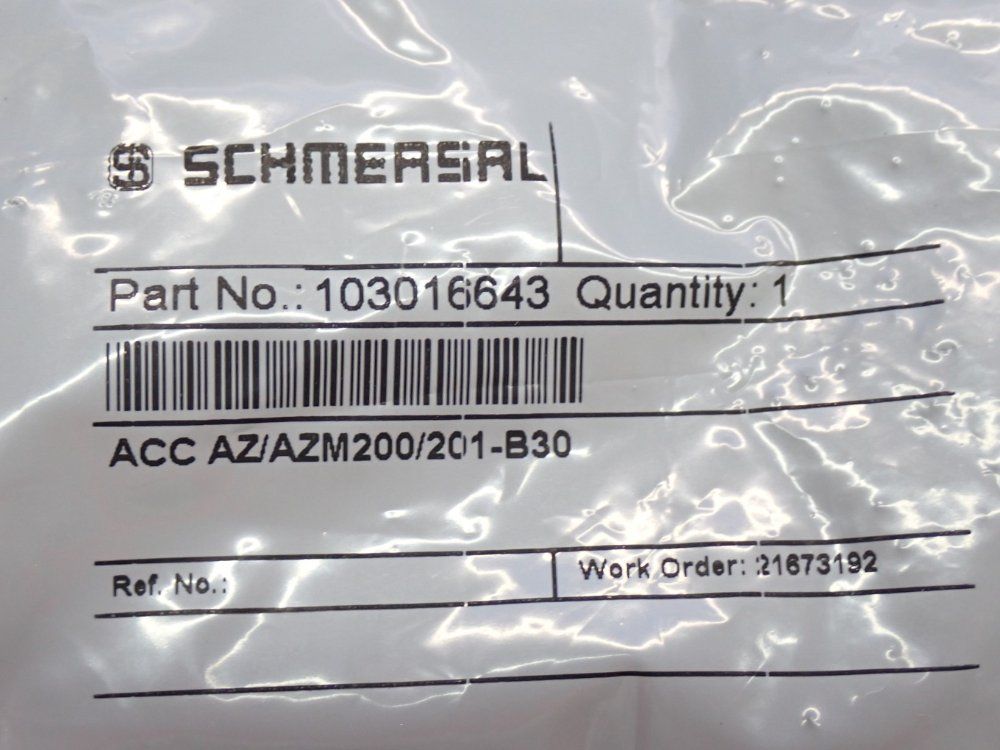 SCHMERSAL
Part No.: 103016643 Quantity: 1
ACC AZ/AZM200/201-B30
Ref. No.:
Work Order: 21673192